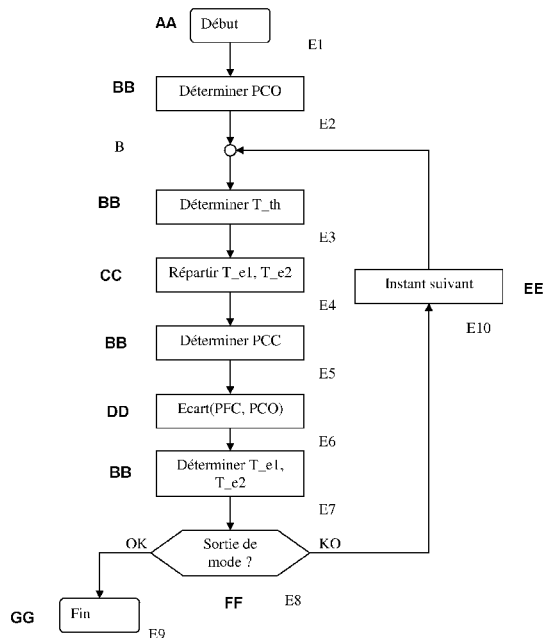 AA
Début
E1
BB
Déterminer PCO
E2
B
BB
Déterminer T_th
E3
CC
Répartir T_e1, T_e2
E4
Instant suivant
EE
E10
BB
Déterminer PCC
E5
DD
Ecart(PFC, PCO)
E6
BB
Déterminer T_e1,
T_e2
E7
OK
Sortie de
mode ?
KO
FF
E8
GG
Fin
E9